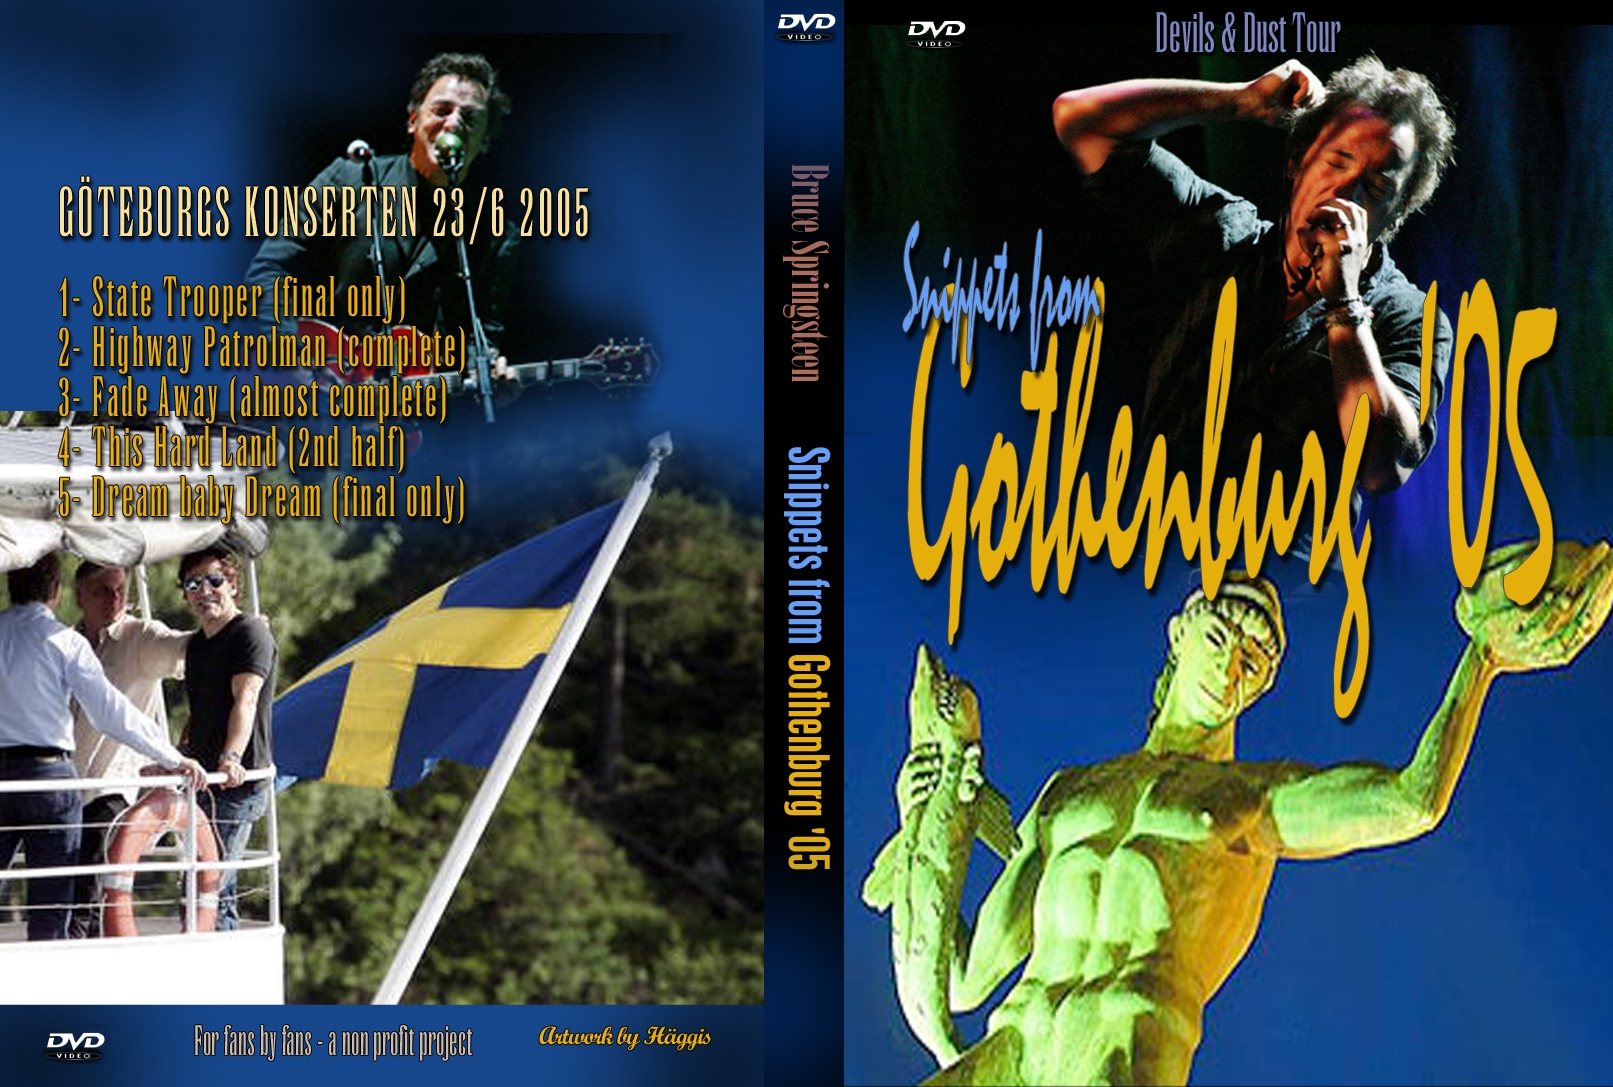 GÖTEBORGS KONSERTEN 23/6 2005
1- State Trooper (final only)
2- Highway Patrolman (complete)
3- Fade Away (almost complete)
4- This Hard Land (2nd half)
5- Dream baby Dream (final only)
DVD
VIDEO
For fans by fans - a non profit project
Artwork by Häggis
DVD
VIDEO
Bruce Springsteen
Snippets from Gothenburg '05
DVD
VIDEO
Devils & Dust Tour
Snippets from
Gothenburg '05